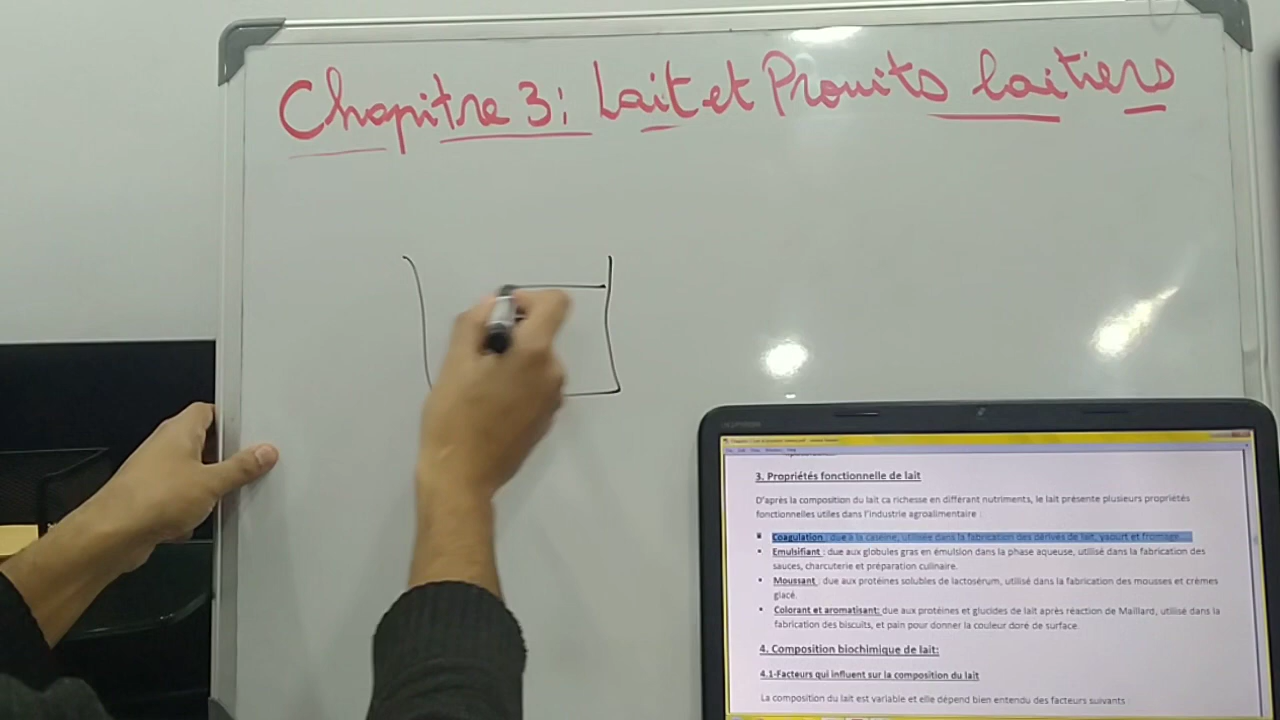 Chapitre 3: Lait et Prouits laitiers
3. Propriétés fonctionnelle de lait
D'après la composition du lait ca richesse en différant nutriments, le lait présente plusieurs propriétés
fonctionnelles utiles dans l'industrie agroalimentaire :
Coagulation : due à la caséine, utilisée dans la fabrication des dérivés de lait, yaourt et fromage.
Emulsifiant : due aux globules gras en émulsion dans la phase aqueuse, utilisé dans la fabrication des
sauces, charcuterie et préparation culinaire.
Moussant : due aux protéines solubles de lactosérum, utilisé dans la fabrication des mousses et crèmes
glacé.
Colorant et aromatisant: due aux protéines et glucides de lait après réaction de Maillard, utilisé dans la
fabrication des biscuits, et pain pour donner la couleur doré de surface.
4. Composition biochimique de lait:
4.1-Facteurs qui influent sur la composition du lait
La composition du lait est variable et elle dépend bien entendu des facteurs suivants